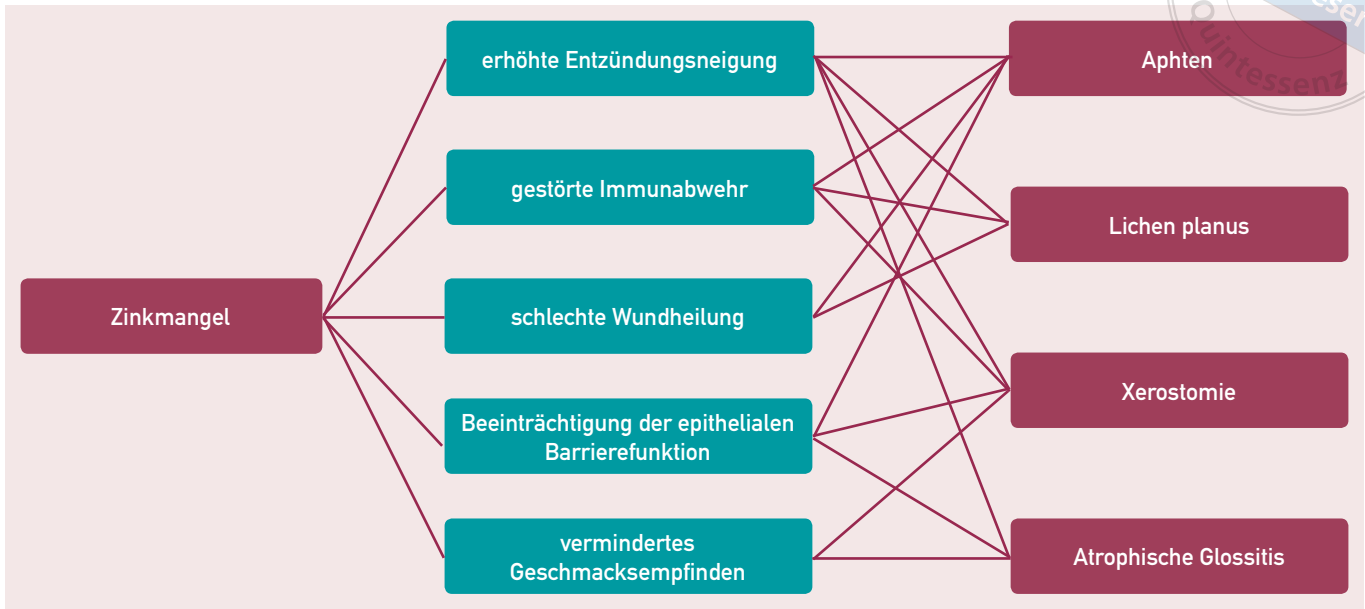 erhöhte Entzündungsneigung
Aphten
Quintessenz
gestörte Immunabwehr
Lichen planus
Zinkmangel
schlechte Wundheilung
Xerostomie
Beeinträchtigung der epithelialen
Barrierefunktion
vermindertes
Geschmacksempfinden
Atrophische Glossitis